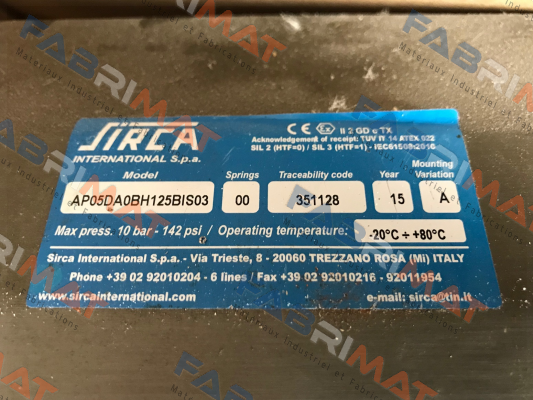 FABRIMAT
SIRCA
INTERNATIONAL S.p.a.
CE Ex II 2 GD c TX
Acknowledgement of receipt: TUV IT 14 ATEX 022
SIL 2 (HTF=0) / SIL 3 (HTF=1) - IEC61508:2010
Model Springs Traceability code Year Mounting Variation
AP05DA0BH125BIS03 00 351128 15 A
Max press. 10 bar - 142 psi / Operating temperature: -20°C ÷ +80°C
Sirca International S.p.a. - Via Trieste, 8 - 20060 TREZZANO ROSA (Mi) ITALY
Phone +39 02 92010204 - 6 lines / Fax +39 02 92010216 - 92011954
www.sircainternational.com e-mail: sirca@tin.it
FABRIMAT